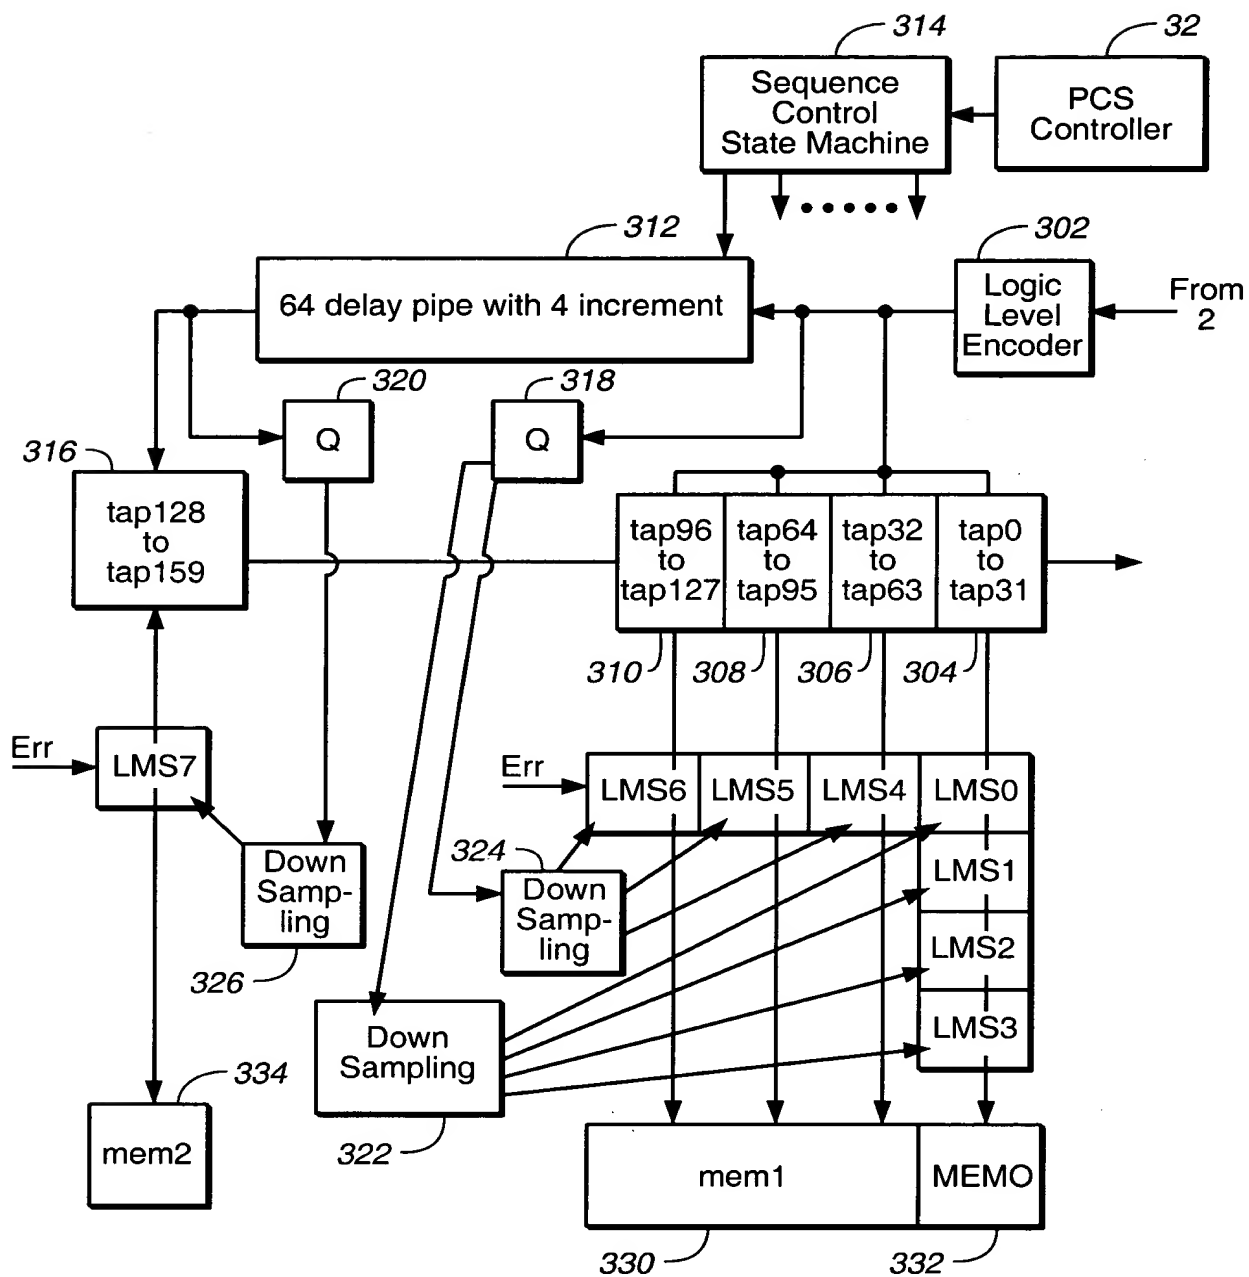 314
32
Sequence
Control
State Machine
PCS
Controller
312
302
64 delay pipe with 4 increment
Logic
Level
Encoder
From
2
320
318
Q
Q
316
tap128
to
tap159
tap96
to
tap127
tap64
to
tap95
tap32
to
tap63
tap0
to
tap31
310
308
306
304
Err
LMS7
Err
LMS6
LMS5
LMS4
LMS0
LMS1
LMS2
LMS3
324
Down
Samp-
ling
Down
Samp-
ling
326
Down
Sampling
322
334
mem2
mem1
MEMO
330
332